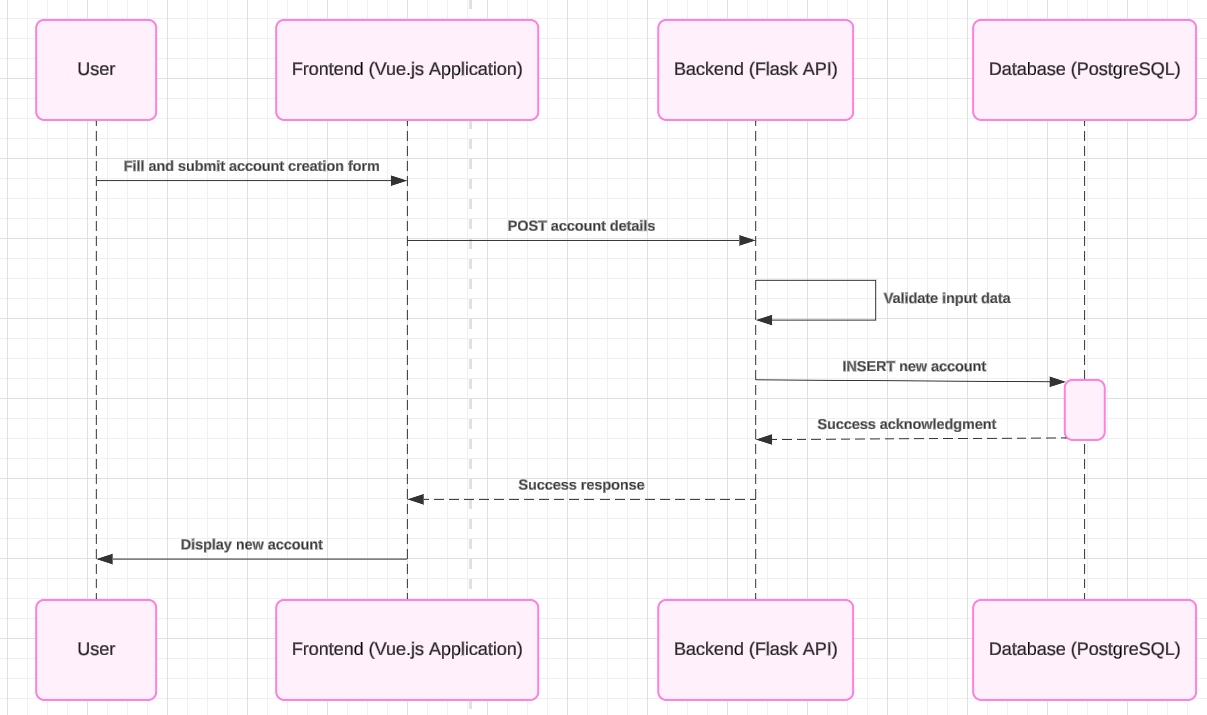 User
Frontend (Vue.js Application)
Backend (Flask API)
Database (PostgreSQL)
Fill and submit account creation form
POST account details
Validate input data
INSERT new account
Success acknowledgment
Success response
Display new account
User
Frontend (Vue.js Application)
Backend (Flask API)
Database (PostgreSQL)